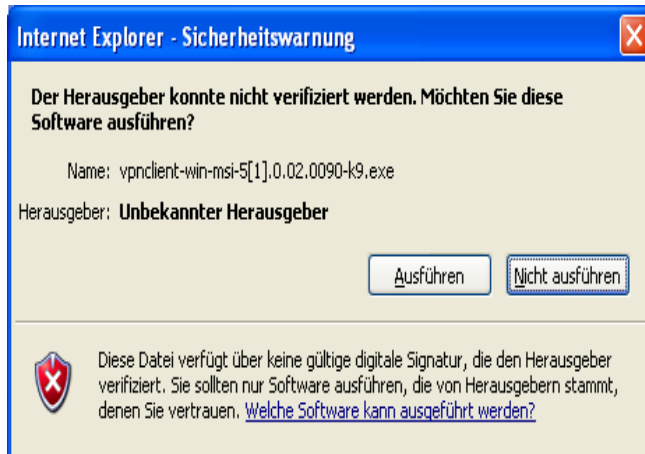 Internet Explorer - Sicherheitswarnung
Der Herausgeber konnte nicht verifiziert werden. Möchten Sie diese
Software ausführen?
Name: vpnclient-win-msi-5[1].0.02.0090-k9.exe
Herausgeber: Unbekannter Herausgeber
Ausführen
Nicht ausführen
Diese Datei verfügt über keine gültige digitale Signatur, die den Herausgeber
verifiziert. Sie sollten nur Software ausführen, die von Herausgebern stammt,
denen Sie vertrauen. Welche Software kann ausgeführt werden?